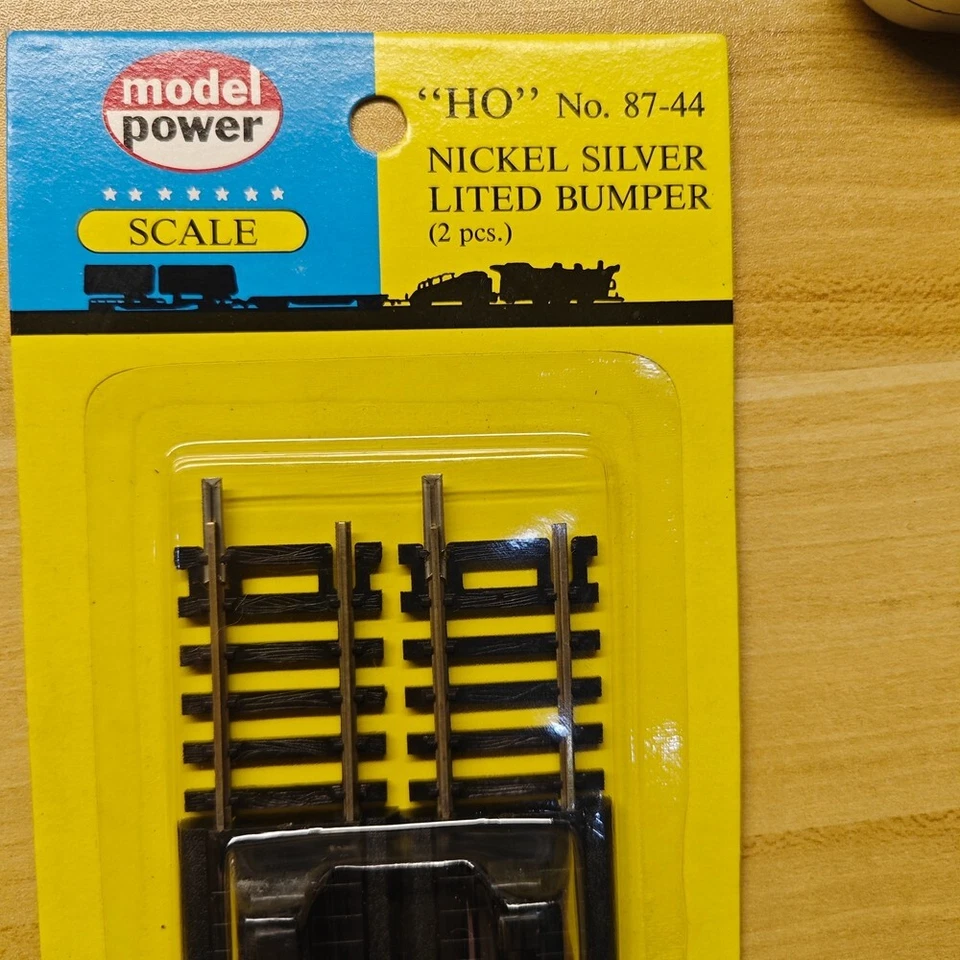 model
power
SCALE
“HO” No. 87-44
NICKEL SILVER
LITED BUMPER
(2 pcs.)